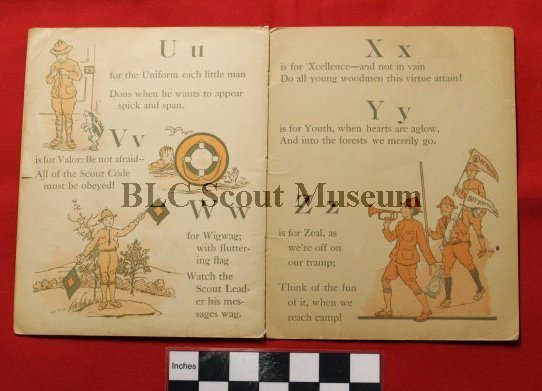 U u
for the Uniform each little man
Dons when he wants to appear
spick and span.
V v
is for Valor: Be not afraid--
All of the Scout Code
must be obeyed!
W w
for Wigwag;
with flutter-
ing flag
Watch the
Scout Lead-
er his mes-
sages wag.
X x
is for 'Xcellence—and not in vain
Do all young woodmen this virtue attain!
Y y
is for Youth, when hearts are aglow,
And into the forests we merrily go.
Z z
is for Zeal, as
we're off on
our tramp;
Think of the fun
of it, when we
reach camp!
BLC Scout Museum
Inches